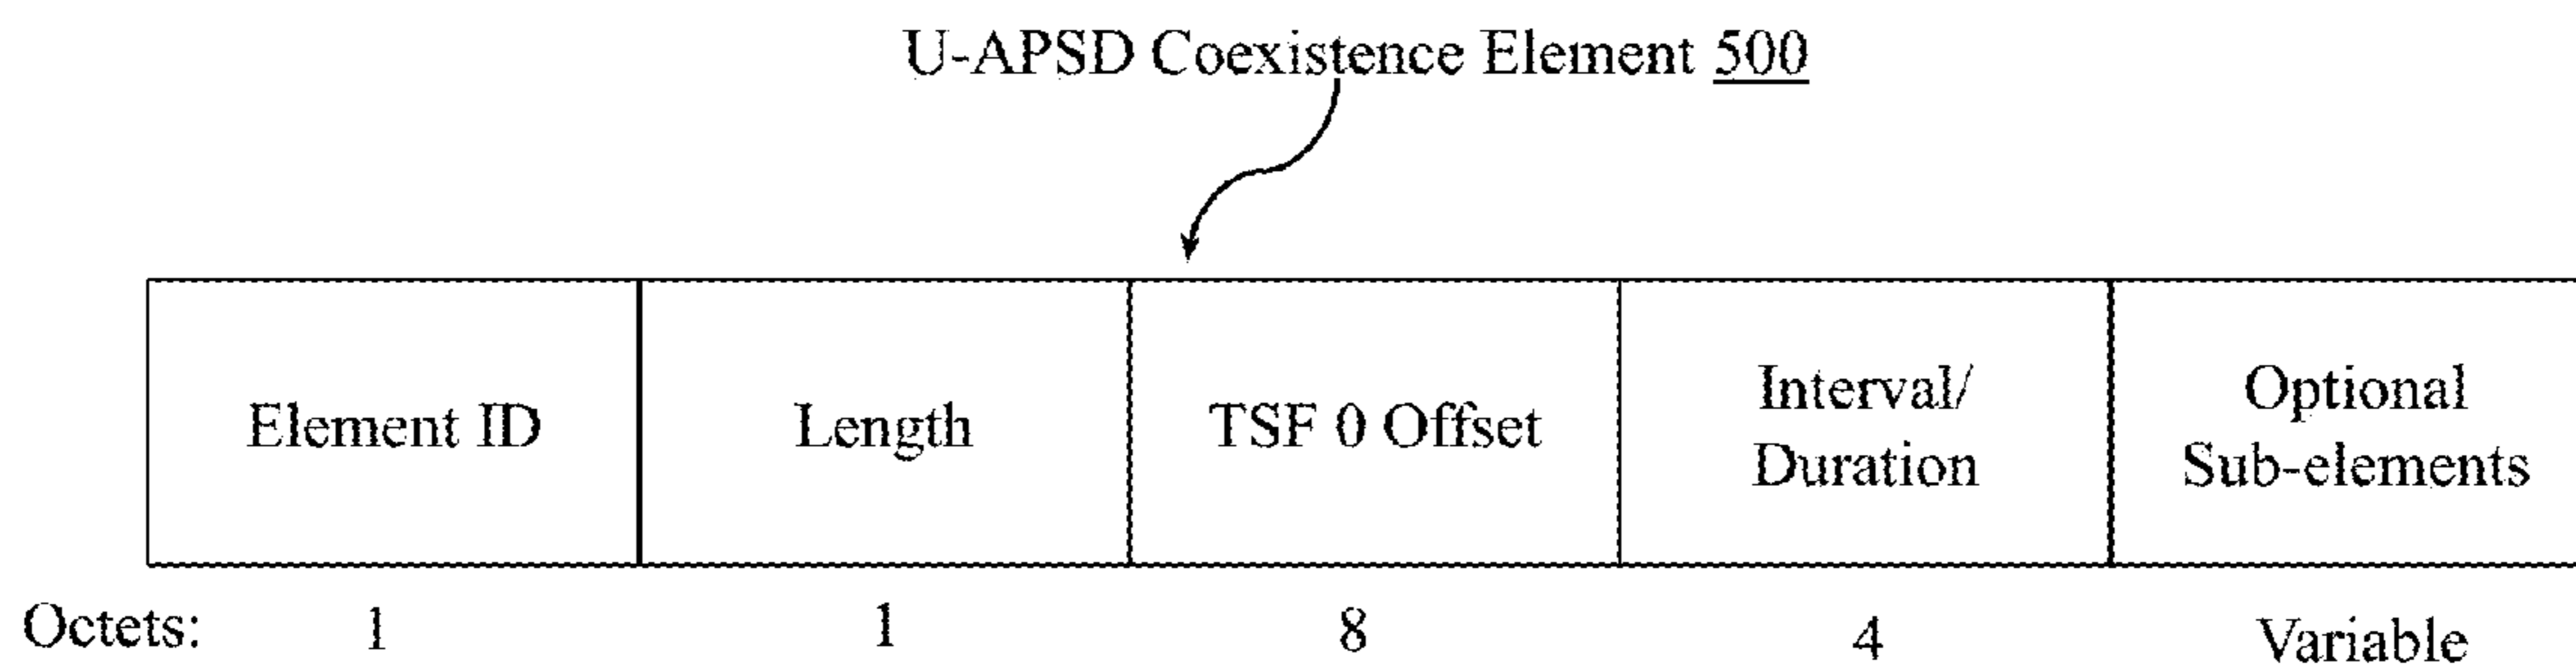 U-APSD Coexistence Element 500
Element ID
Length
TSF 0 Offset
Interval/
Duration
Optional
Sub-elements
Octets: 1 1 8 4 Variable